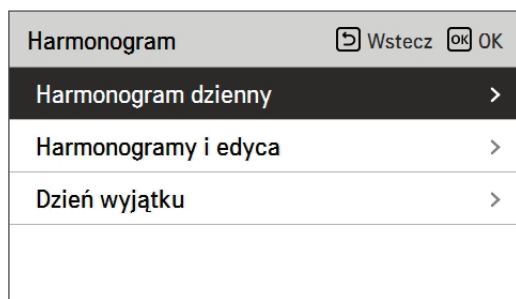 Harmonogram Wstecz OK OK
Harmonogram dzienny
Harmonogramy i edyca
Dzień wyjątku